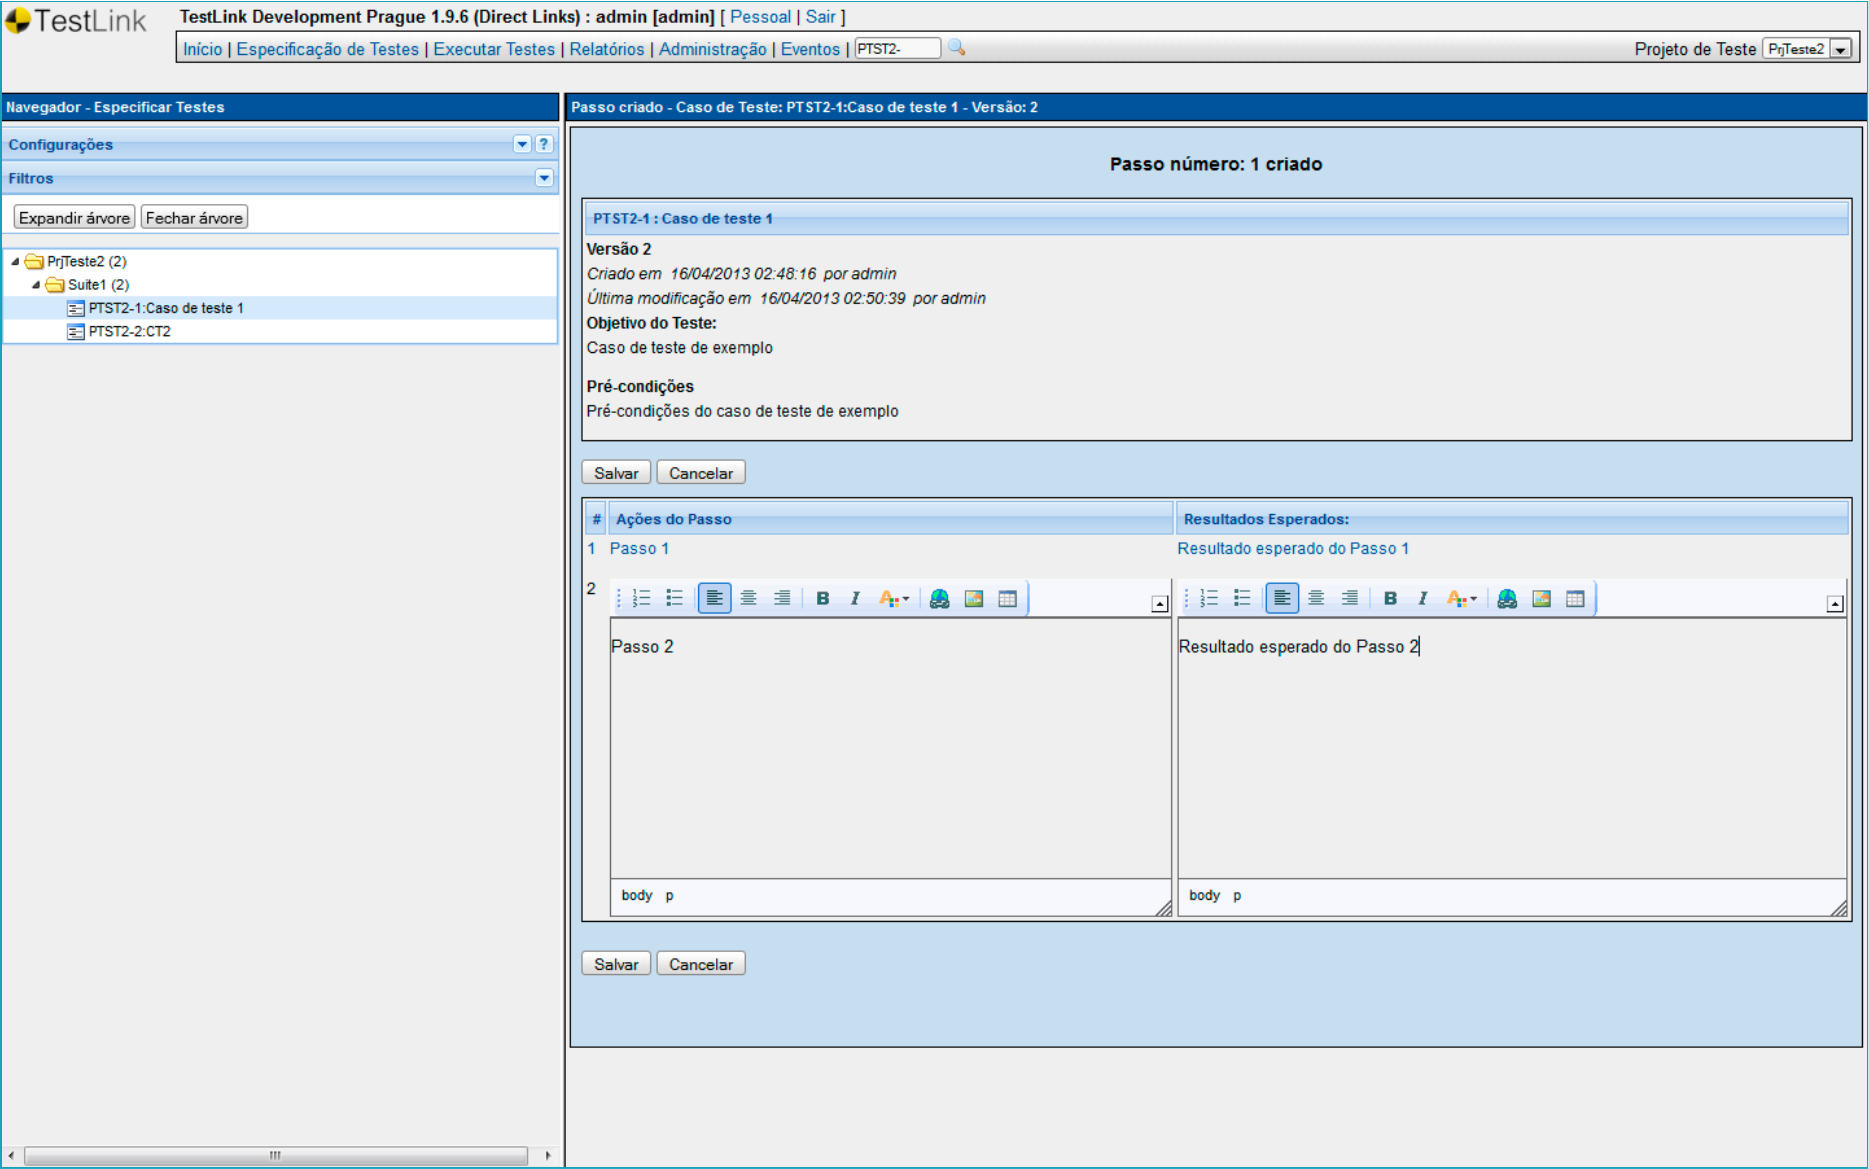 TestLink
TestLink Development Prague 1.9.6 (Direct Links) : admin [admin] [ Pessoal | Sair ]
Início | Especificação de Testes | Executar Testes | Relatórios | Administração | Eventos | PTST2-
Projeto de Teste PrjTeste2
Navegador - Especificar Testes
Configurações
?
Filtros
Expandir árvore Fechar árvore
PrjTeste2 (2)
Suite1 (2)
PTST2-1:Caso de teste 1
PTST2-2:CT2
Passo criado - Caso de Teste: PTST2-1:Caso de teste 1 - Versão: 2
Passo número: 1 criado
PTST2-1 : Caso de teste 1
Versão 2
Criado em 16/04/2013 02:48:16 por admin
Última modificação em 16/04/2013 02:50:39 por admin
Objetivo do Teste:
Caso de teste de exemplo
Pré-condições
Pré-condições do caso de teste de exemplo
Salvar Cancelar
# Ações do Passo Resultados Esperados:
1 Passo 1 Resultado esperado do Passo 1
2
B I A B I A
Passo 2 Resultado esperado do Passo 2
body p body p
Salvar Cancelar